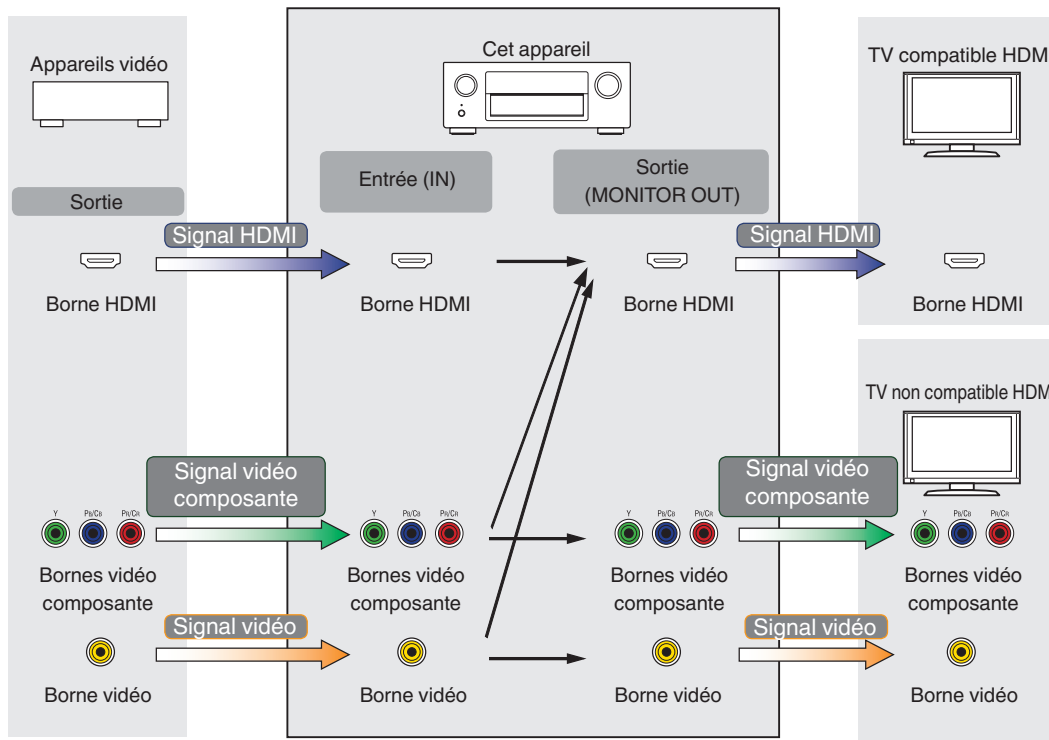 Appareils vidéo
Cet appareil
TV compatible HDM
Sortie
Entrée (IN)
Sortie
(MONITOR OUT)
Signal HDMI
Signal HDMI
Borne HDMI
Borne HDMI
Borne HDMI
Borne HDMI
TV non compatible HDM
Signal vidéo
composante
Signal vidéo
composante
Y PB/CB PR/CR
Y PB/CB PR/CR
Y PB/CB PR/CR
Y PB/CB PR/CR
Bornes vidéo
composante
Bornes vidéo
composante
Bornes vidéo
composante
Bornes vidéo
composante
Signal vidéo
Signal vidéo
Borne vidéo
Borne vidéo
Borne vidéo
Borne vidéo